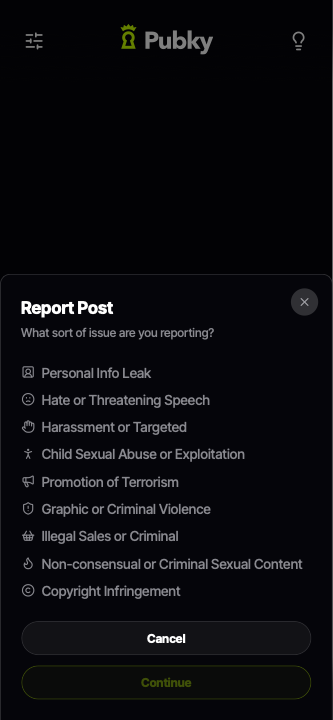 Pubky
Report Post
What sort of issue are you reporting?
Personal Info Leak
Hate or Threatening Speech
Harassment or Targeted
Child Sexual Abuse or Exploitation
Promotion of Terrorism
Graphic or Criminal Violence
Illegal Sales or Criminal
Non-consensual or Criminal Sexual Content
Copyright Infringement
Cancel
Continue